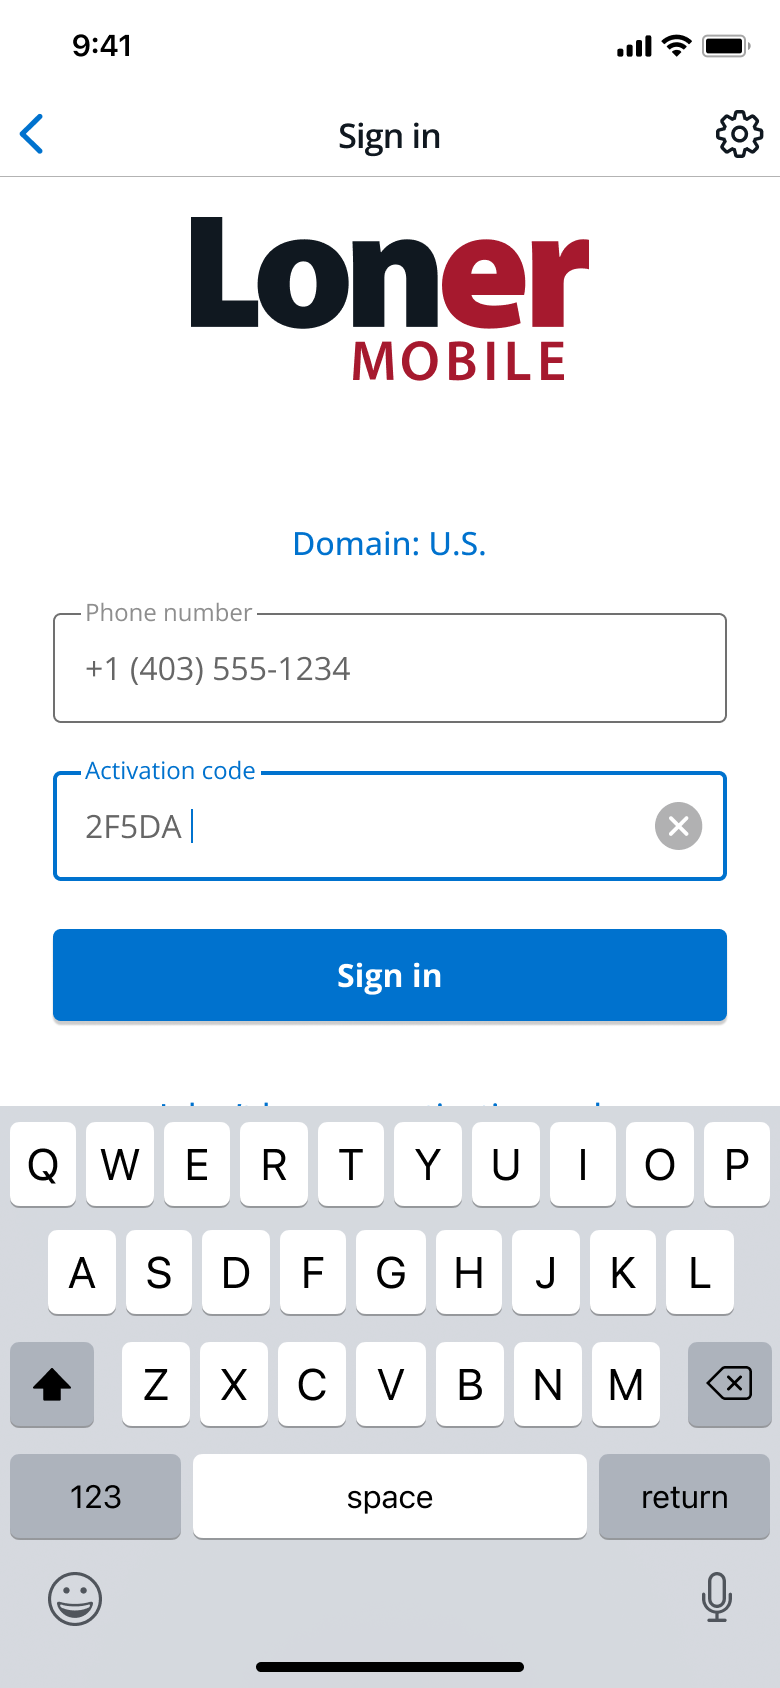 9:41
Sign in
Loner
MOBILE
Domain: U.S.
Phone number
+1 (403) 555-1234
Activation code
2F5DA
Sign in
Q W E R T Y U I O P
A S D F G H J K L
Z X C V B N M
123 space return